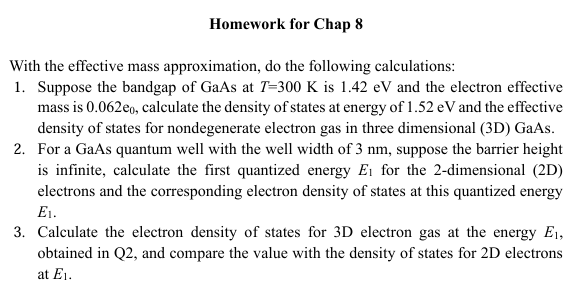 Homework for Chap 8
With the effective mass approximation, do the following calculations:
1. Suppose the bandgap of GaAs at T=300 K is 1.42 eV and the electron effective
mass is 0.062e₀, calculate the density of states at energy of 1.52 eV and the effective
density of states for nondegenerate electron gas in three dimensional (3D) GaAs.
2. For a GaAs quantum well with the well width of 3 nm, suppose the barrier height
is infinite, calculate the first quantized energy E₁ for the 2-dimensional (2D)
electrons and the corresponding electron density of states at this quantized energy
E₁.
3. Calculate the electron density of states for 3D electron gas at the energy E₁,
obtained in Q2, and compare the value with the density of states for 2D electrons
at E₁.